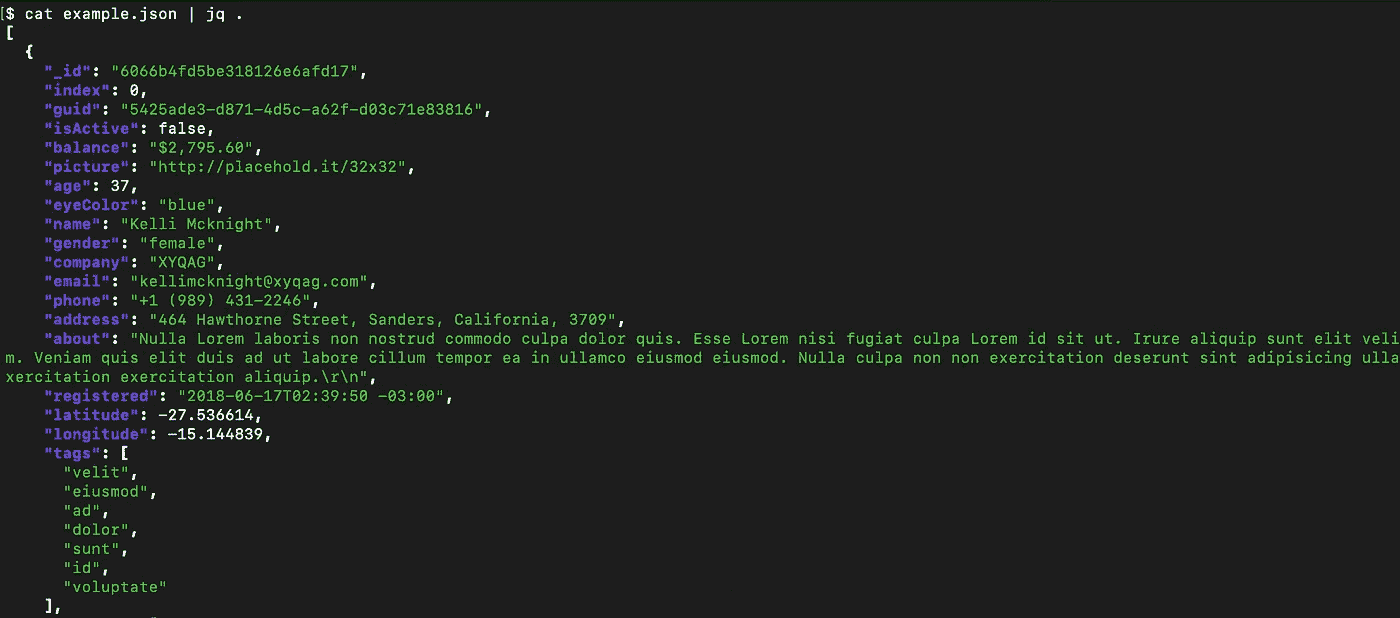 [$ cat example.json | jq .
[
  {
    "_id": "6066b4fd5be318126e6afd17",
    "index": 0,
    "guid": "5425ade3-d871-4d5c-a62f-d03c71e83816",
    "isActive": false,
    "balance": "$2,795.60",
    "picture": "http://placehold.it/32x32",
    "age": 37,
    "eyeColor": "blue",
    "name": "Kelli Mcknight",
    "gender": "female",
    "company": "XYQAG",
    "email": "kellimcknight@xyqag.com",
    "phone": "+1 (989) 431-2246",
    "address": "464 Hawthorne Street, Sanders, California, 3709",
    "about": "Nulla Lorem laboris non nostrud commodo culpa dolor quis. Esse Lorem nisi fugiat culpa Lorem id sit ut. Irure aliquip sunt elit veli
m. Veniam quis elit duis ad ut labore cillum tempor ea in ullamco eiusmod eiusmod. Nulla culpa non non exercitation deserunt sint adipisicing ulla
xercitation exercitation aliquip.\r\n",
    "registered": "2018-06-17T02:39:50 -03:00",
    "latitude": -27.536614,
    "longitude": -15.144839,
    "tags": [
      "velit",
      "eiusmod",
      "ad",
      "dolor",
      "sunt",
      "id",
      "voluptate"
    ],